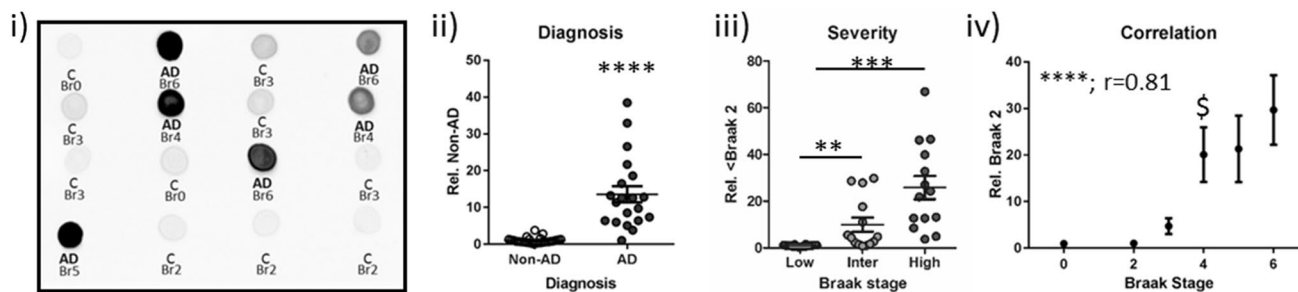 i)
C AD C AD
Br0 Br6 Br3 Br6
C AD C AD
Br3 Br4 Br3 Br4
C C AD C
Br3 Br0 Br6 Br3
AD C C C
Br5 Br2 Br2 Br2
ii)
Diagnosis
****
50
40
30
20
10
0
Rel. Non-AD
Non-AD AD
Diagnosis
iii)
Severity
***
**
80
60
40
20
0
Rel. <Braak 2
Low Inter High
Braak stage
iv)
Correlation
****; r=0.81
$
40
30
20
10
0
Rel. Braak 2
0 2 4 6
Braak Stage